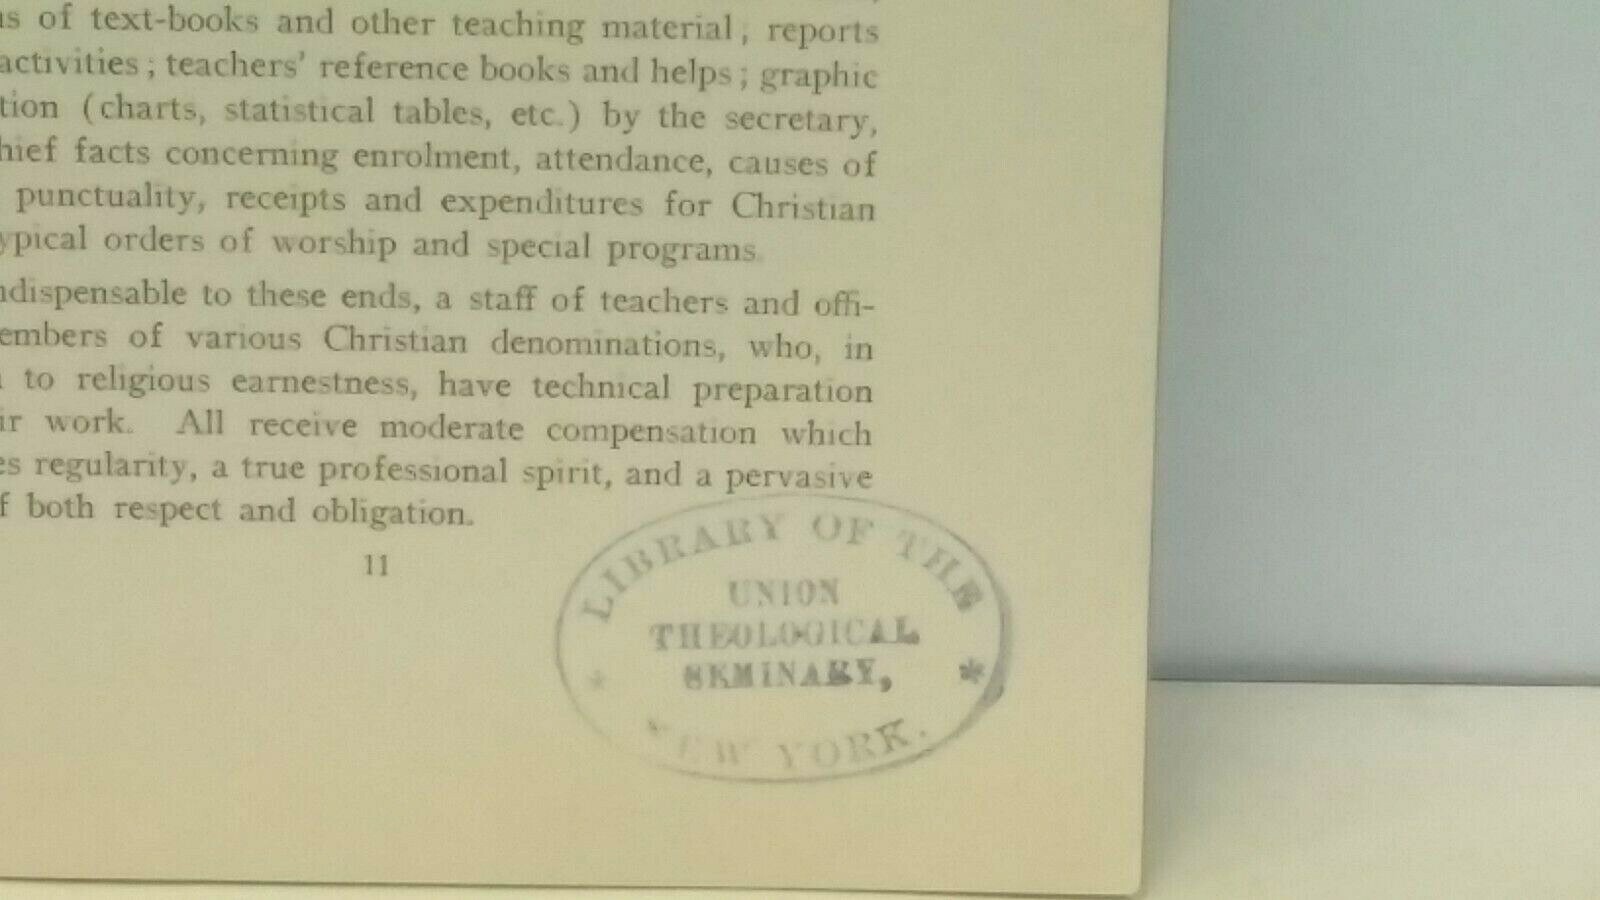 s of text-books and other teaching material, reports
activities; teachers' reference books and helps; graphic
tion (charts, statistical tables, etc.) by the secretary,
hief facts concerning enrolment, attendance, causes of
punctuality, receipts and expenditures for Christian
ypical orders of worship and special programs.
ndispensable to these ends, a staff of teachers and offi-
embers of various Christian denominations, who, in
to religious earnestness, have technical preparation
ir work. All receive moderate compensation which
es regularity, a true professional spirit, and a pervasive
f both respect and obligation.
11
LIBRARY OF THE
UNION
THEOLOGICAL
SEMINARY,
* *
NEW YORK.